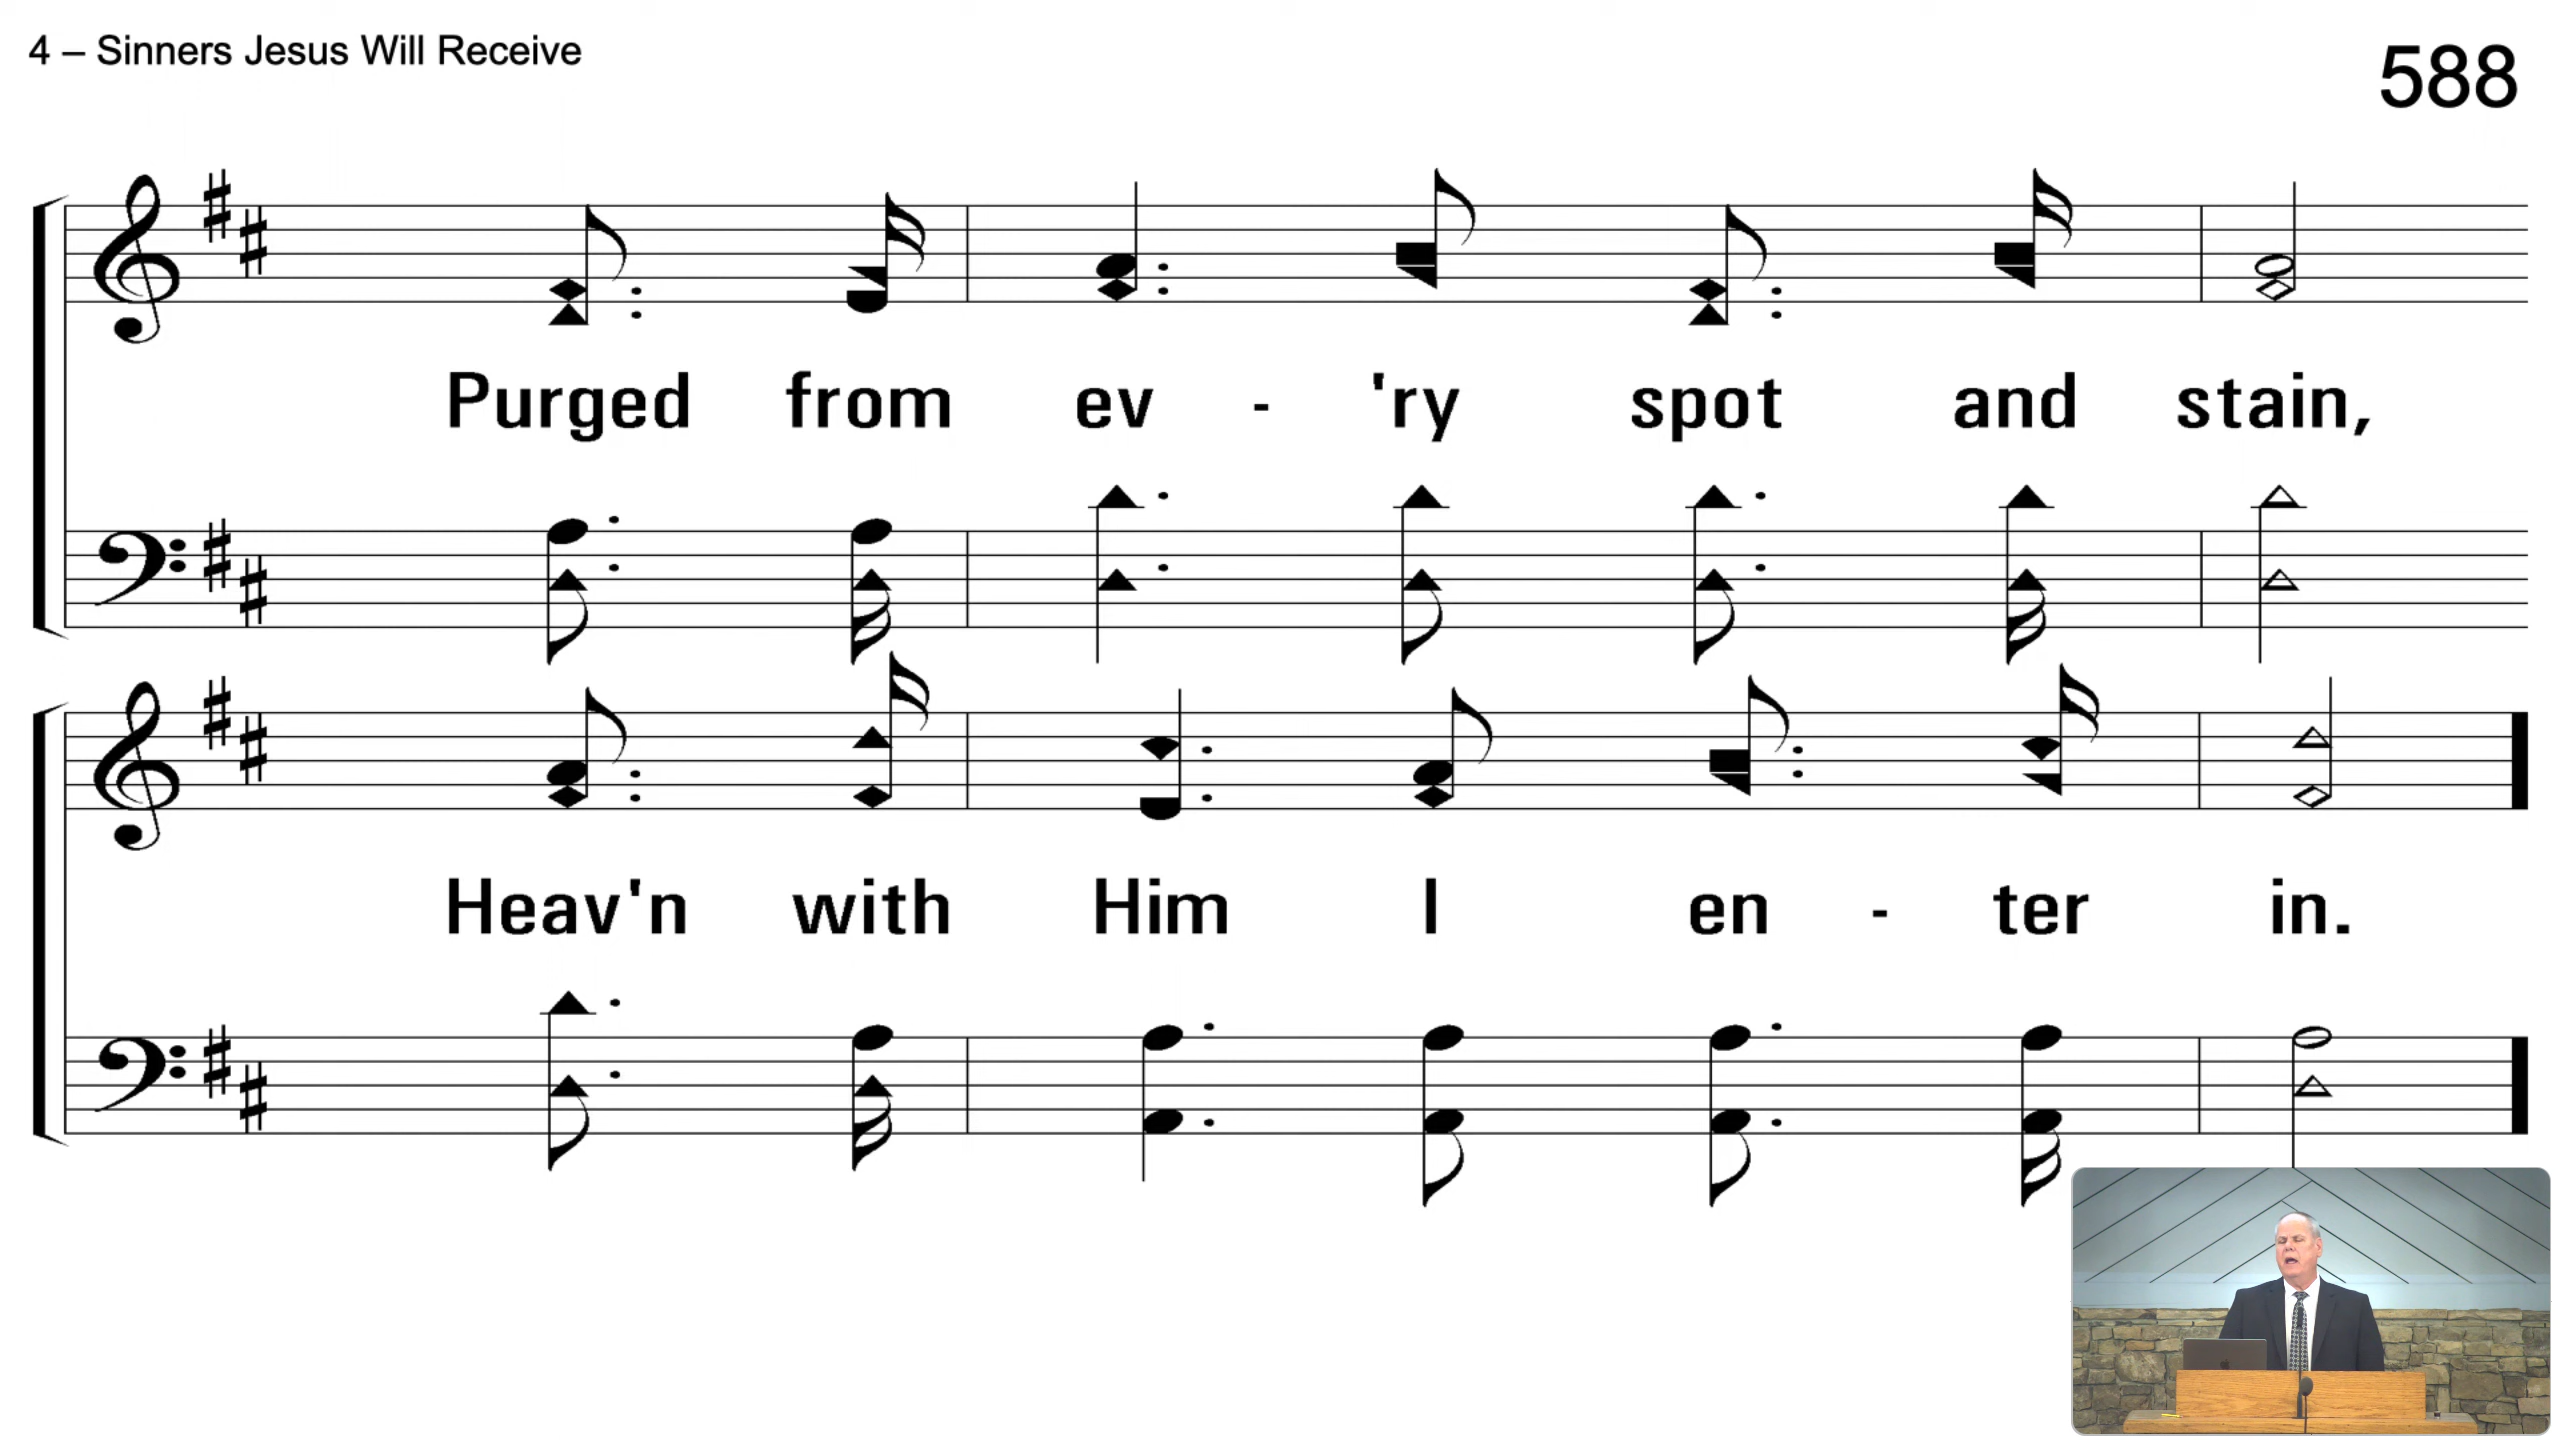 4 – Sinners Jesus Will Receive
588
Purged from ev - 'ry spot and stain,
Heav'n with Him I en - ter in.